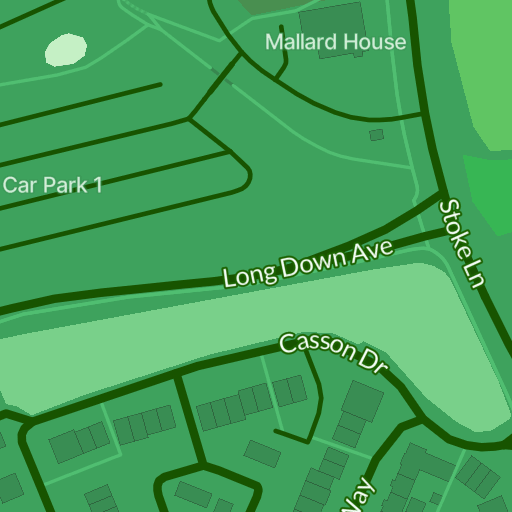 Mallard House
Car Park 1
Stoke Ln
Long Down Ave
Casson Dr
Way